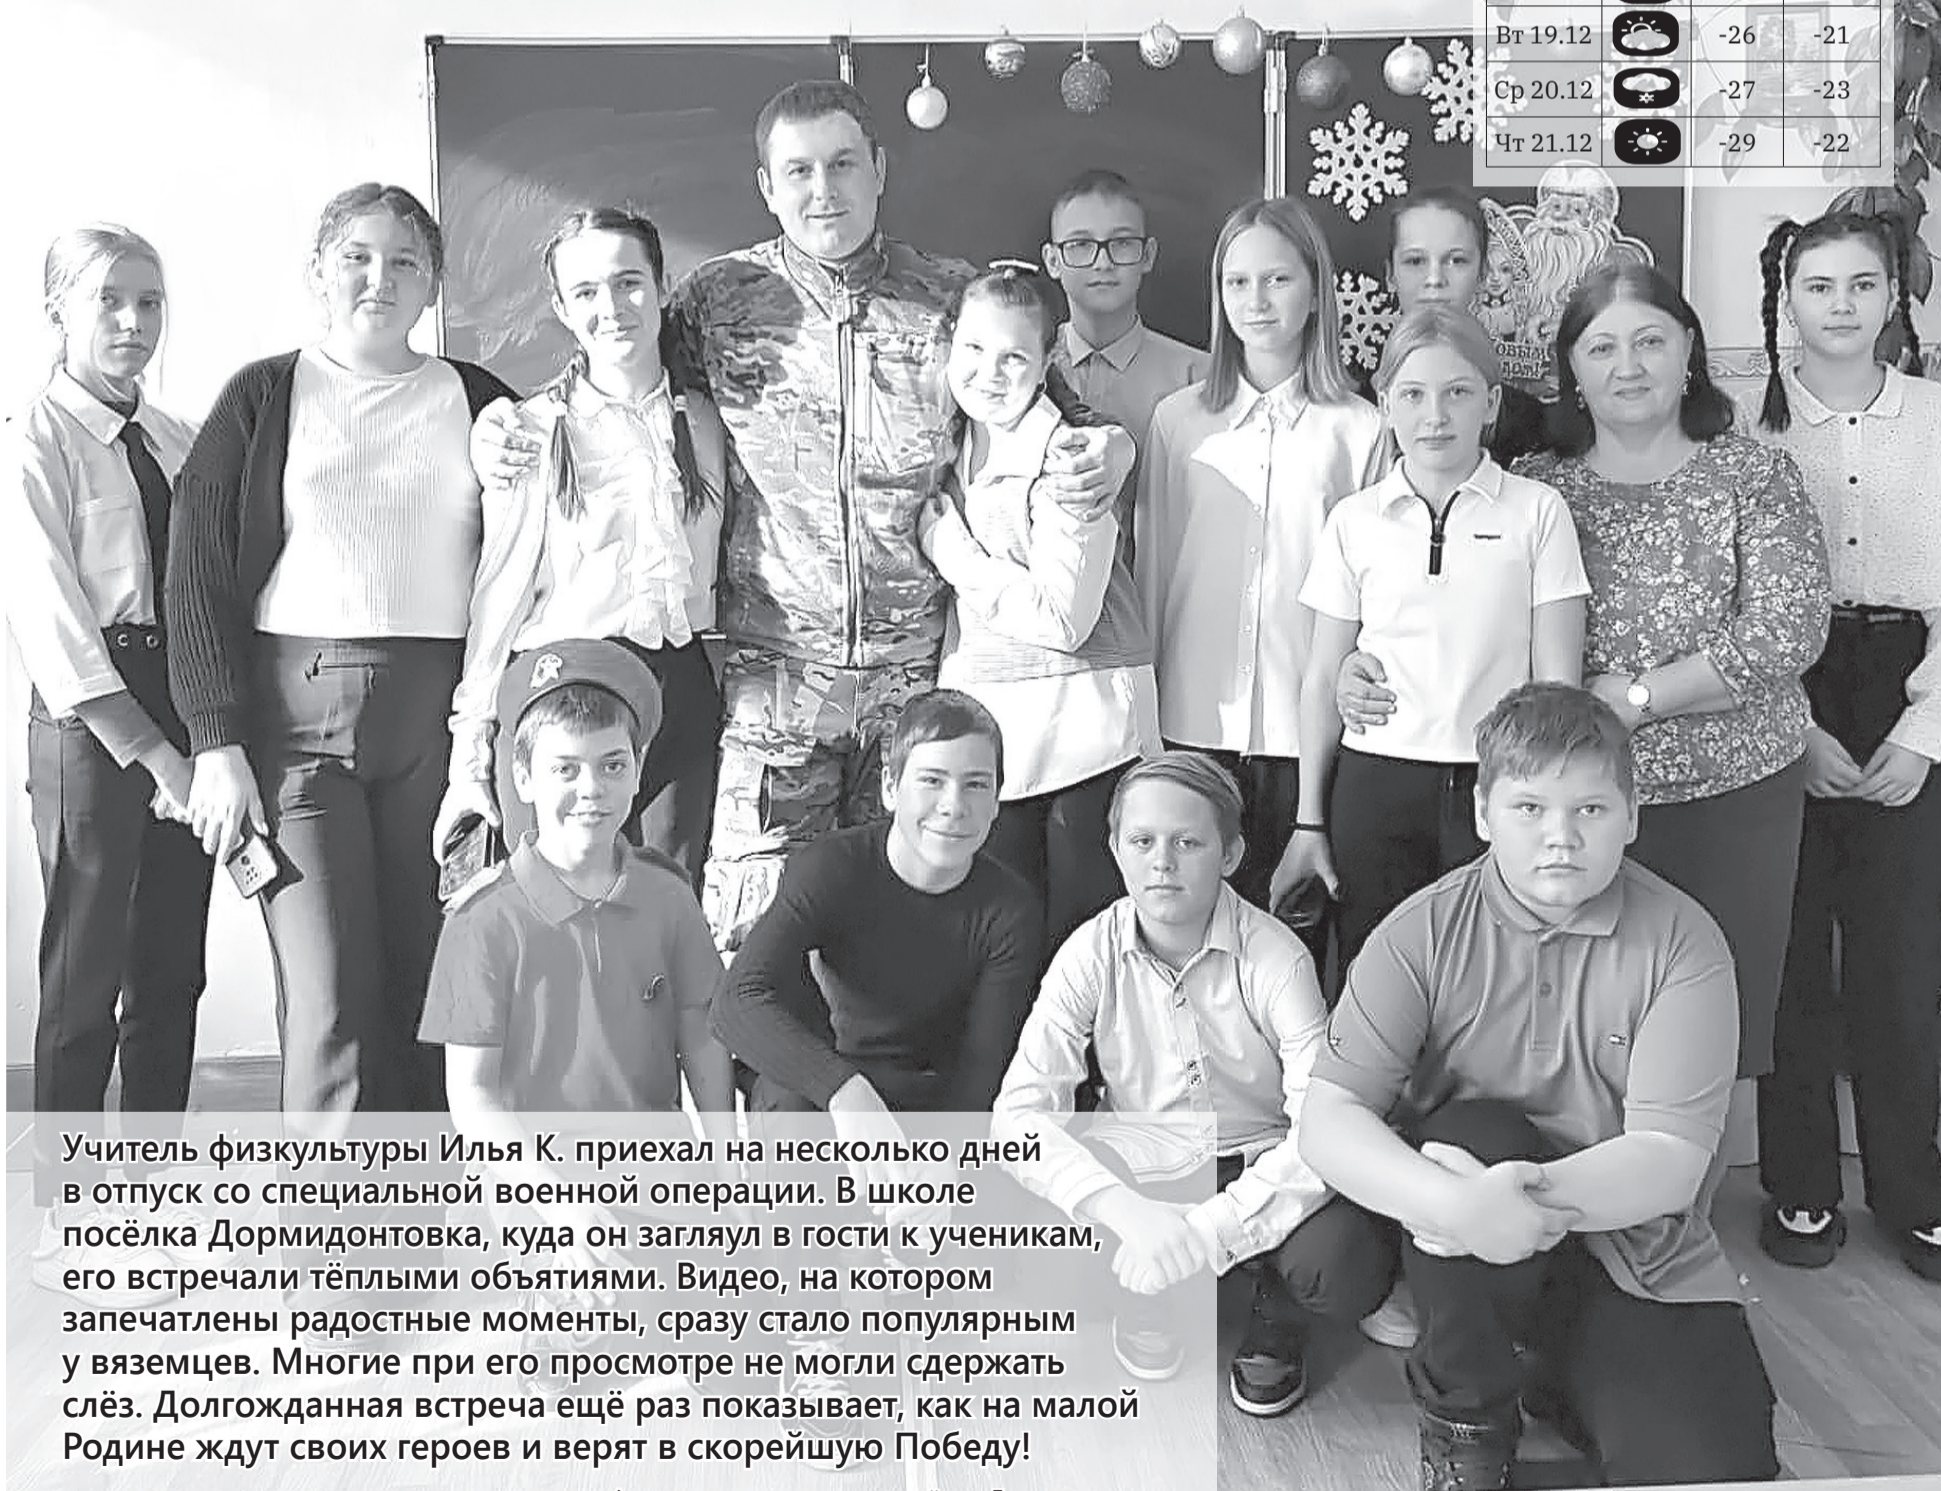 Вт 19.12 -26 -21
Ср 20.12 -27 -23
Чт 21.12 -29 -22
Учитель физкультуры Илья К. приехал на несколько дней
в отпуск со специальной военной операции. В школе
посёлка Дормидонтовка, куда он загляул в гости к ученикам,
его встречали тёплыми объятиями. Видео, на котором
запечатлены радостные моменты, сразу стало популярным
у вяземцев. Многие при его просмотре не могли сдержать
слёз. Долгожданная встреча ещё раз показывает, как на малой
Родине ждут своих героев и верят в скорейшую Победу!